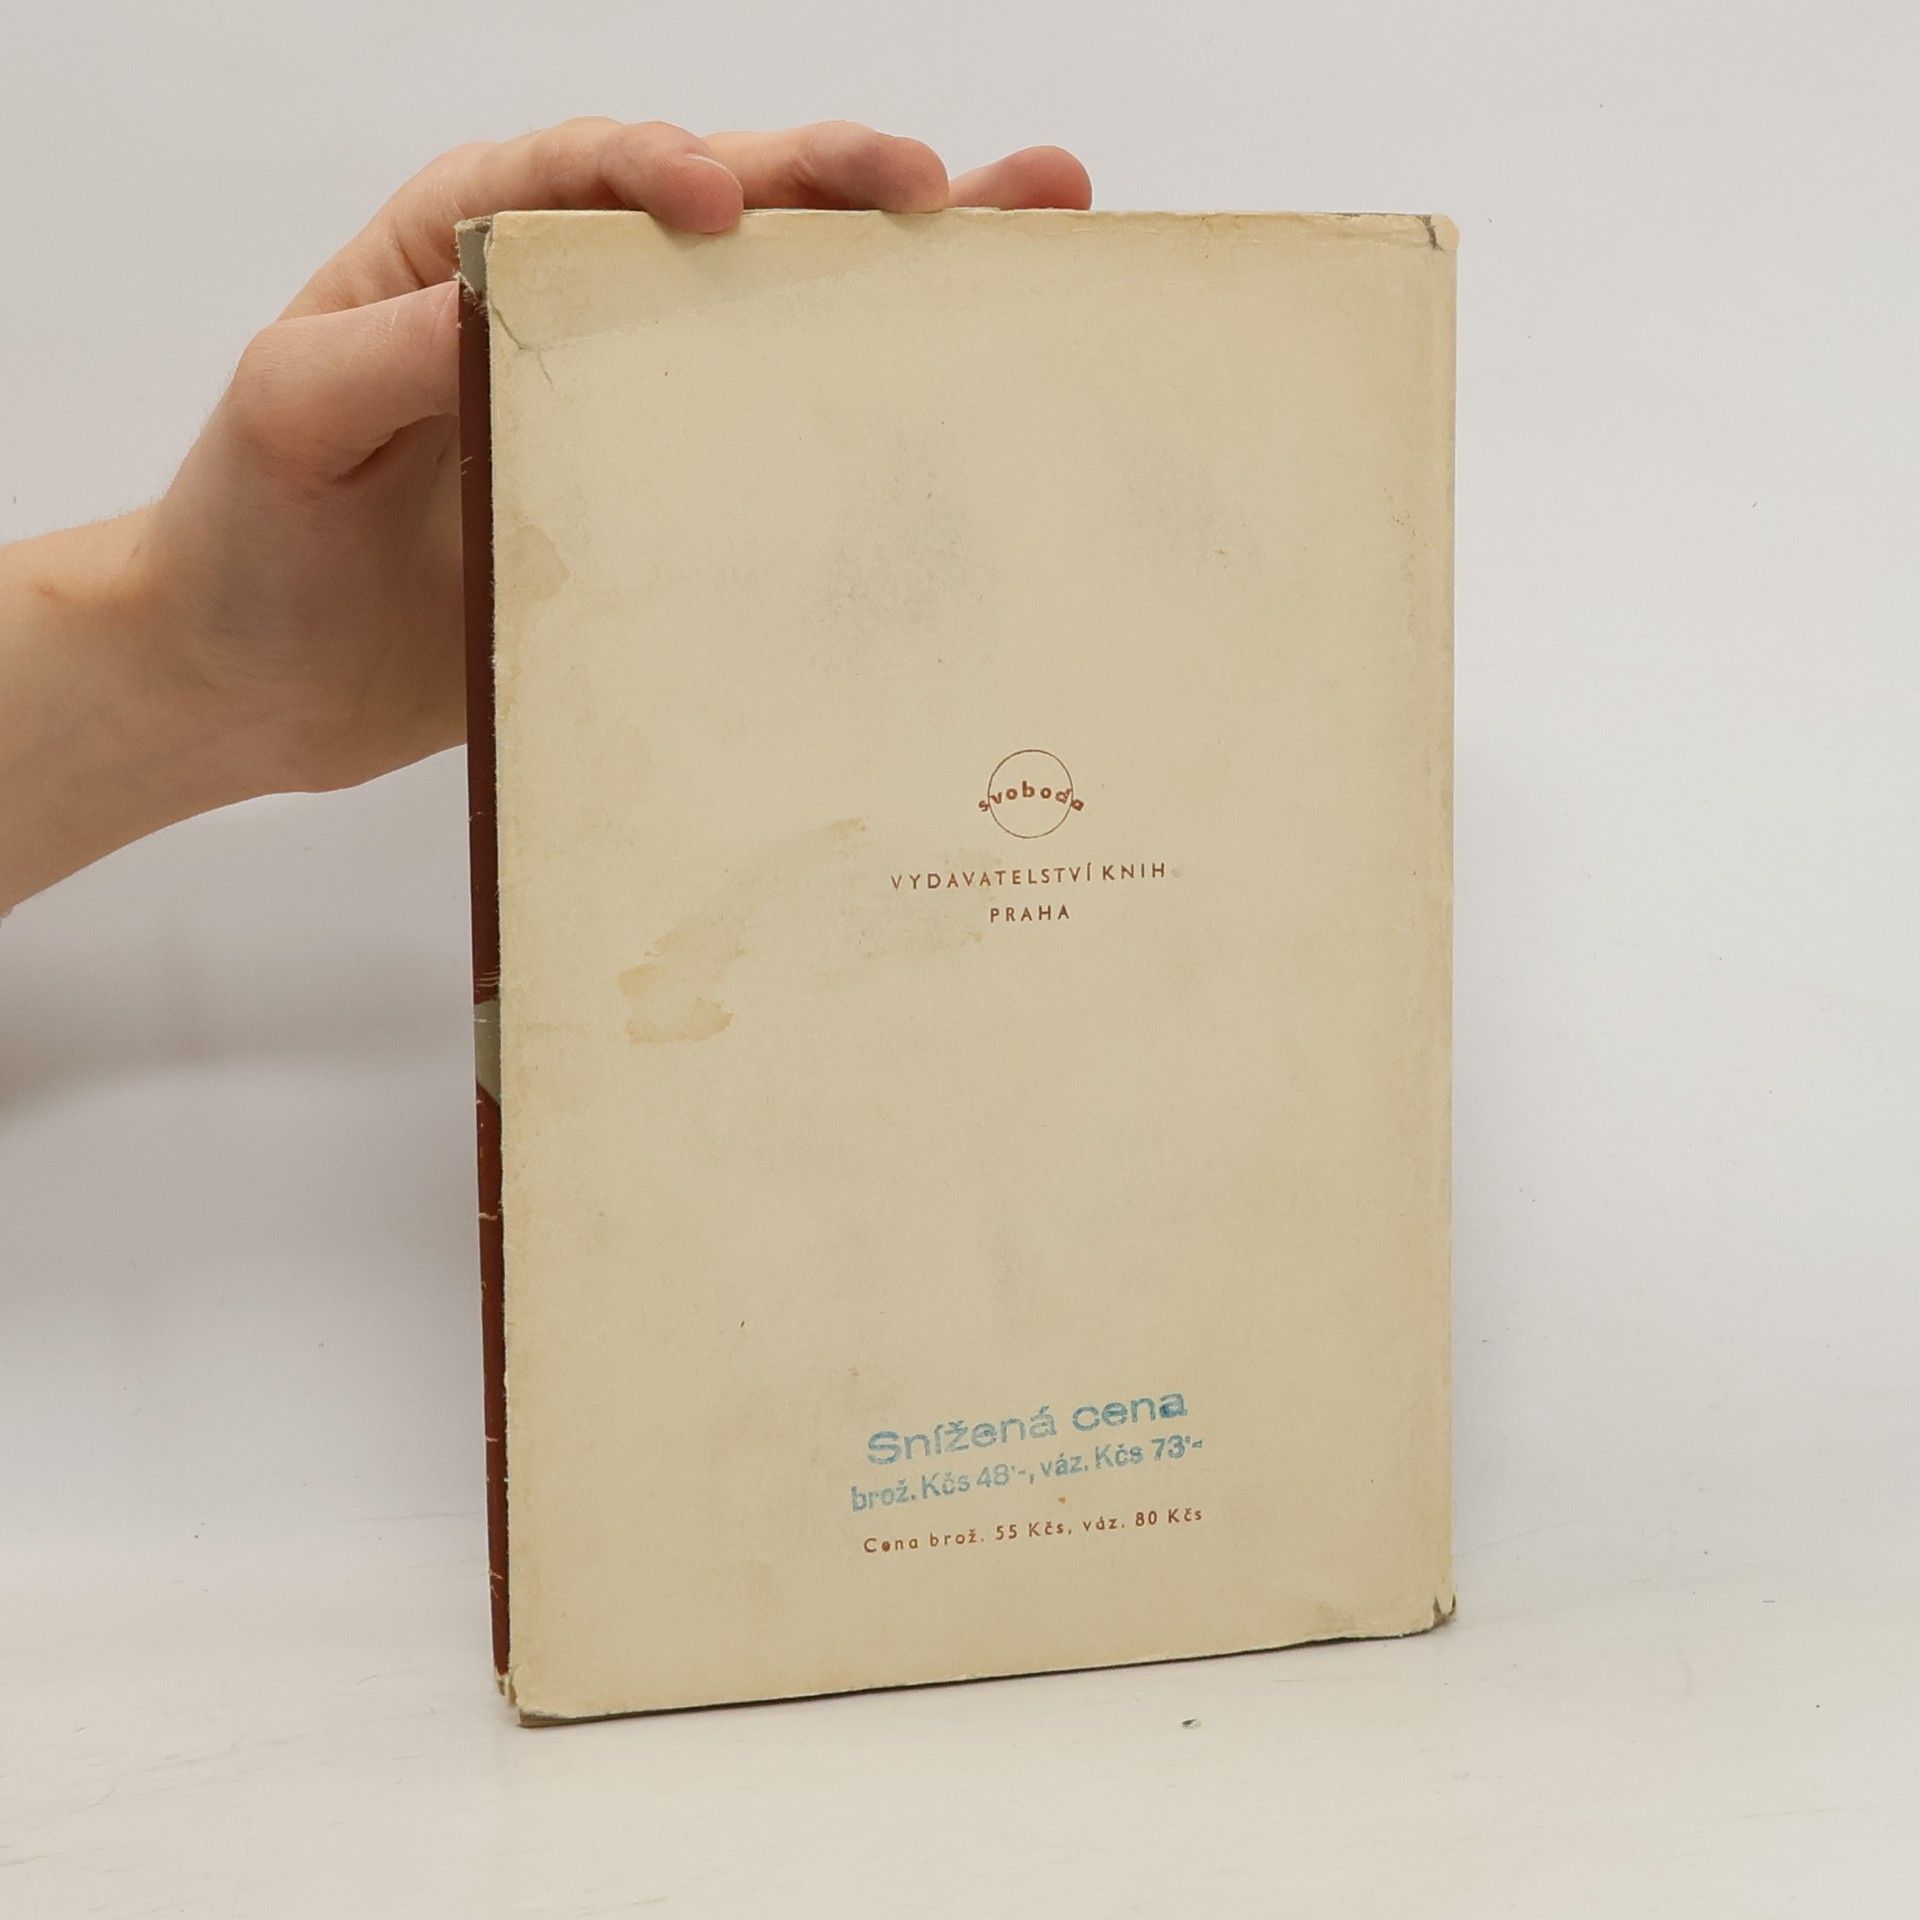 svoboda
VYDAVATELSTVÍ KNIH
PRAHA
Snížená cena
brož. Kčs 48'-, váz. Kčs 73'-
Cena brož. 55 Kčs, váz. 80 Kčs